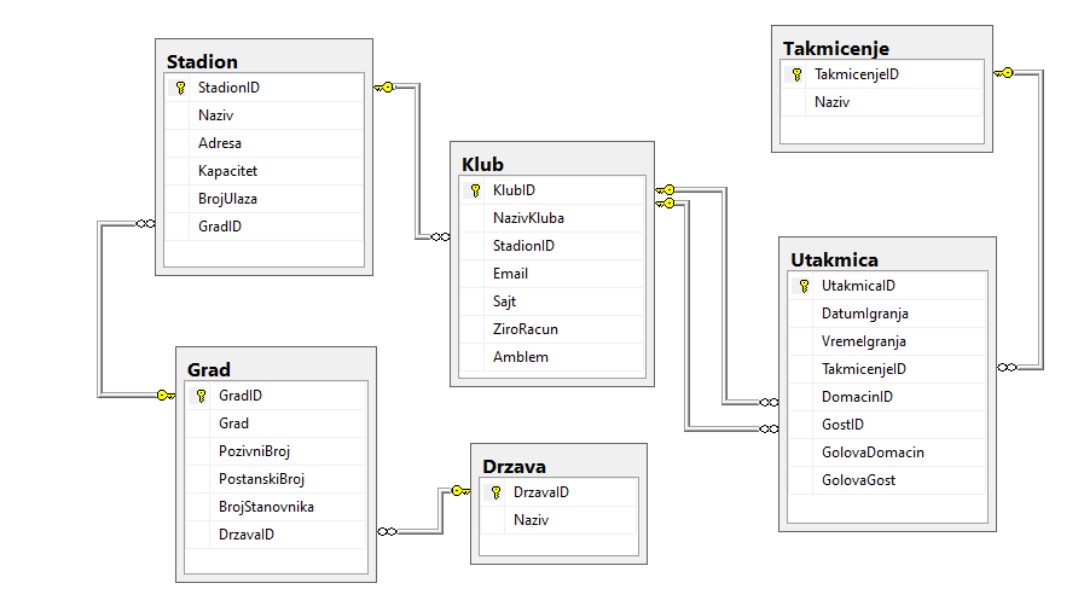 Stadion
StadionID
Naziv
Adresa
Kapacitet
BrojUlaza
GradID
Klub
KlubID
NazivKluba
StadionID
Email
Sajt
ZiroRacun
Amblem
Takmicenje
TakmicenjeID
Naziv
Utakmica
UtakmicaID
DatumIgranja
VremeIgranja
TakmicenjeID
DomacinID
GostID
GolovaDomacin
GolovaGost
Grad
GradID
Grad
PozivniBroj
PostanskiBroj
BrojStanovnika
DrzavaID
Drzava
DrzavaID
Naziv